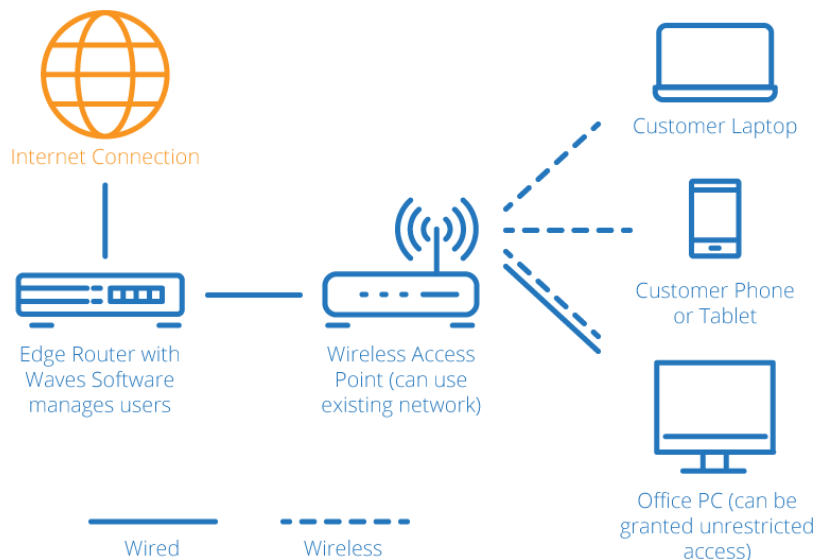 Internet Connection
Edge Router with
Waves Software
manages users
Wireless Access
Point (can use
existing network)
Customer Laptop
Customer Phone
or Tablet
Office PC (can be
granted unrestricted
access)
Wired
Wireless